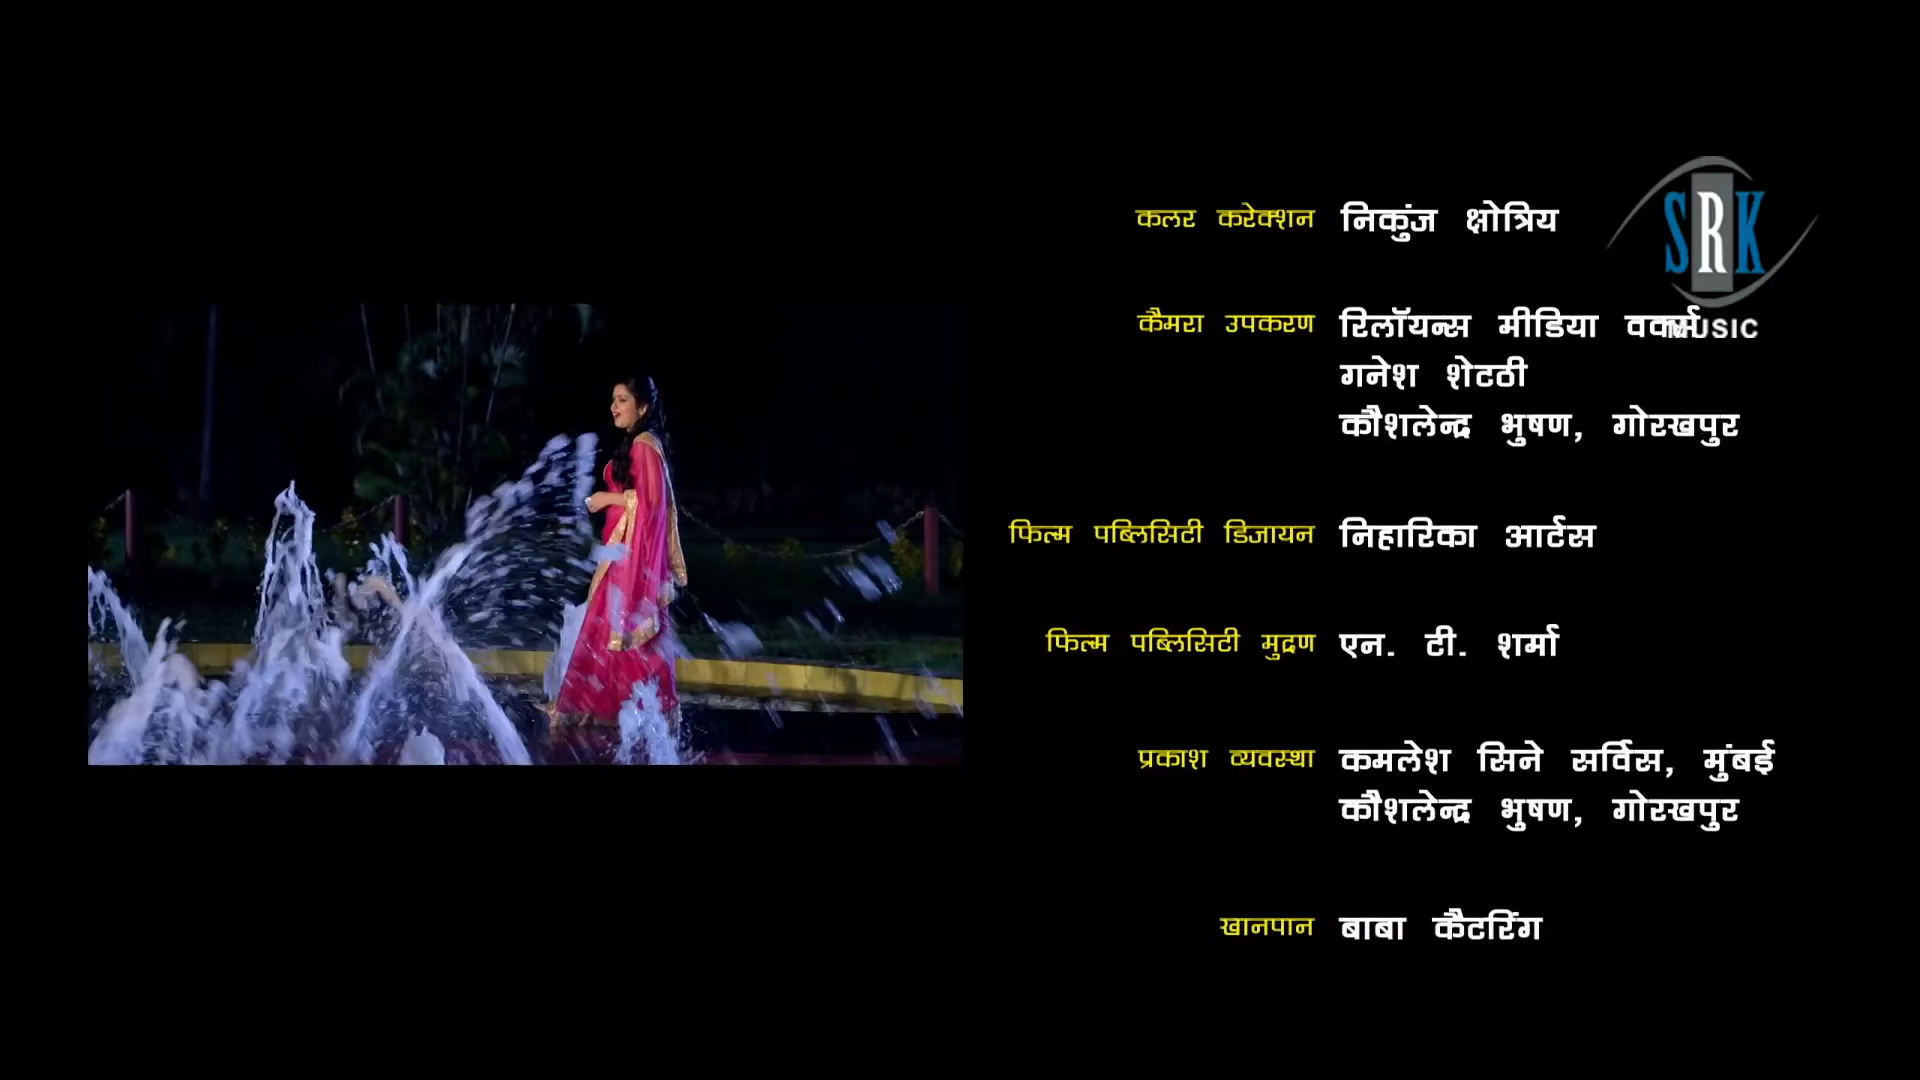 कलर करेक्शन निकुंज क्षोत्रिय
SRK
MUSIC
कैमरा उपकरण रिलॉयन्स मीडिया वर्क्स
गनेश शेटठी
कौशलेन्द्र भुषण, गोरखपुर
फिल्म पब्लिसिटी डिजायन निहारिका आर्टस
फिल्म पब्लिसिटी मुद्रण एन. टी. शर्मा
प्रकाश व्यवस्था कमलेश सिने सर्विस, मुंबई
कौशलेन्द्र भुषण, गोरखपुर
खानपान बाबा कैटरिंग